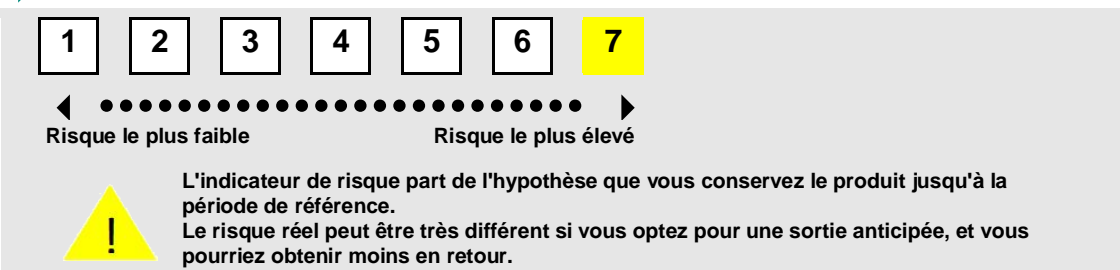 1 2 3 4 5 6 7
Risque le plus faible Risque le plus élevé
L'indicateur de risque part de l'hypothèse que vous conservez le produit jusqu'à la
période de référence.
Le risque réel peut être très différent si vous optez pour une sortie anticipée, et vous
pourriez obtenir moins en retour.
!